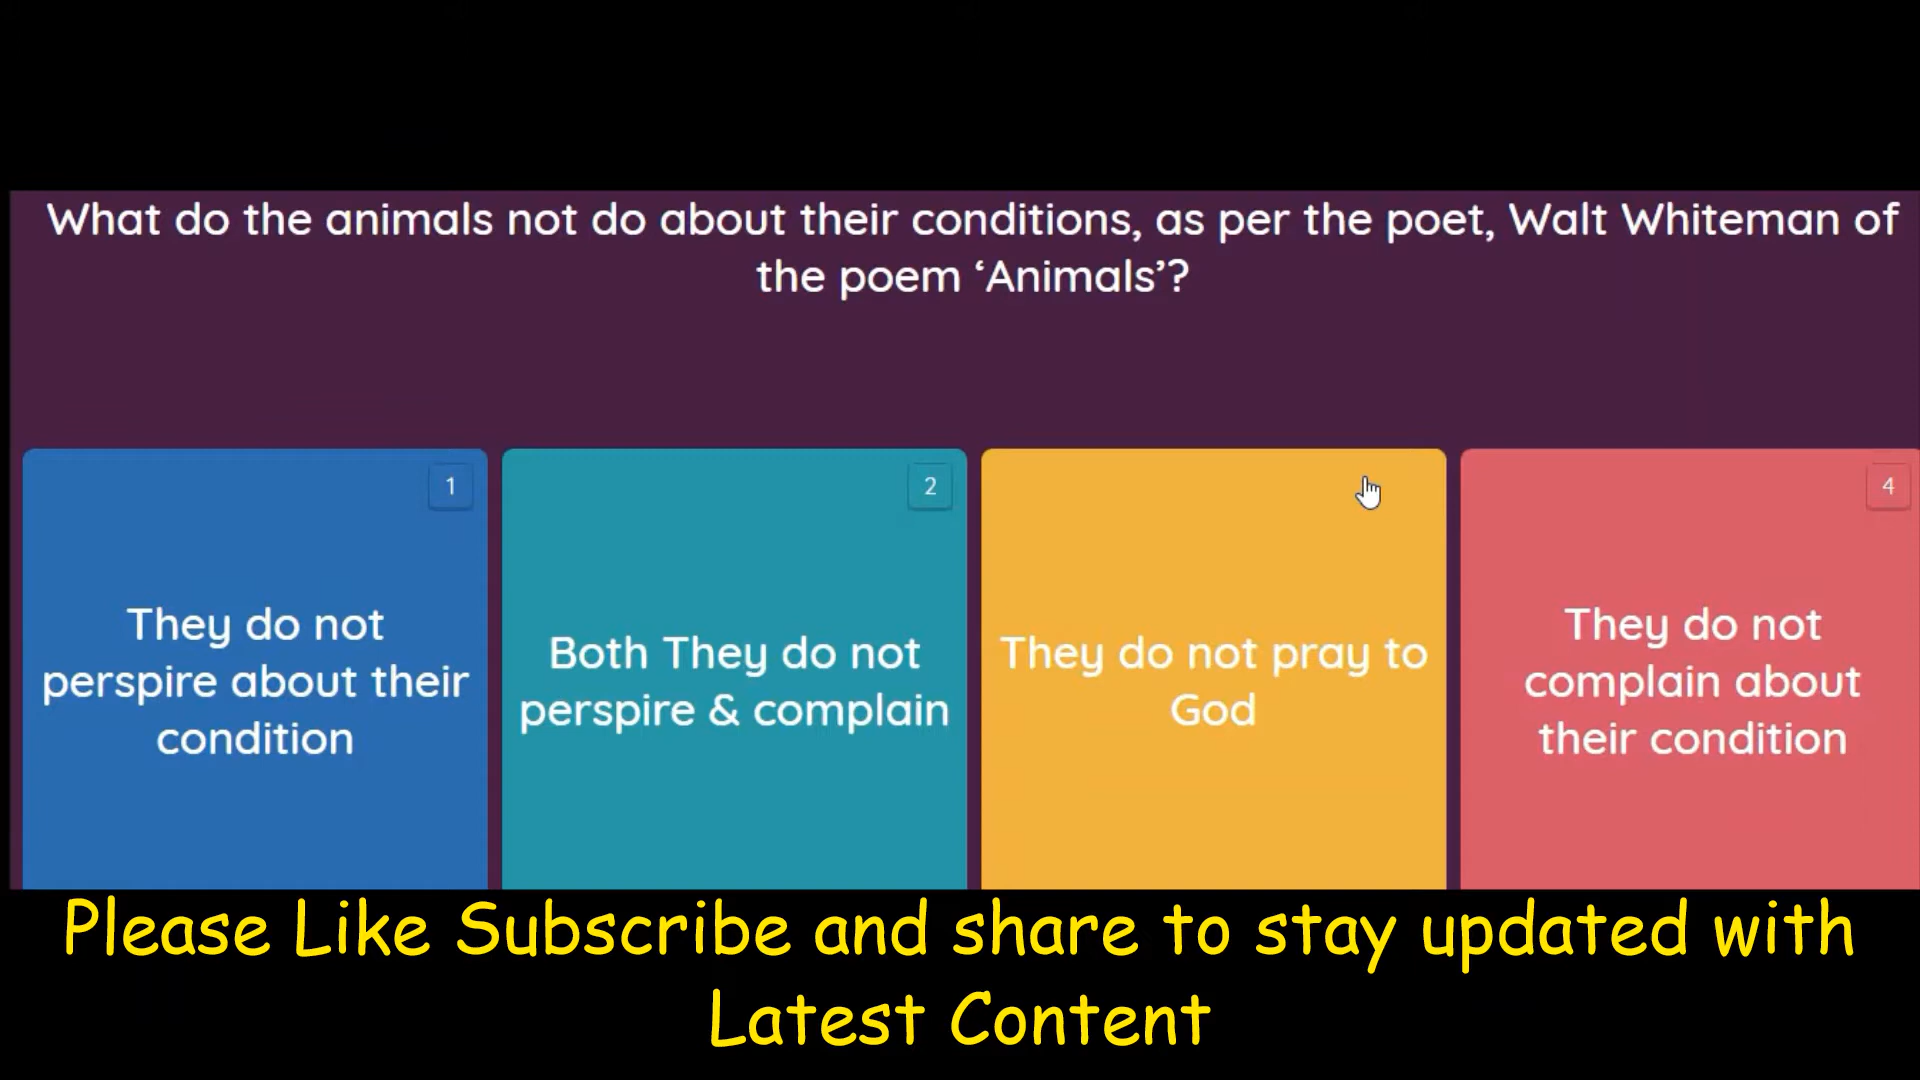 What do the animals not do about their conditions, as per the poet, Walt Whiteman of
the poem ‘Animals’?
1
They do not
perspire about their
condition
2
Both They do not
perspire & complain
They do not pray to
God
4
They do not
complain about
their condition
Please Like Subscribe and share to stay updated with
Latest Content